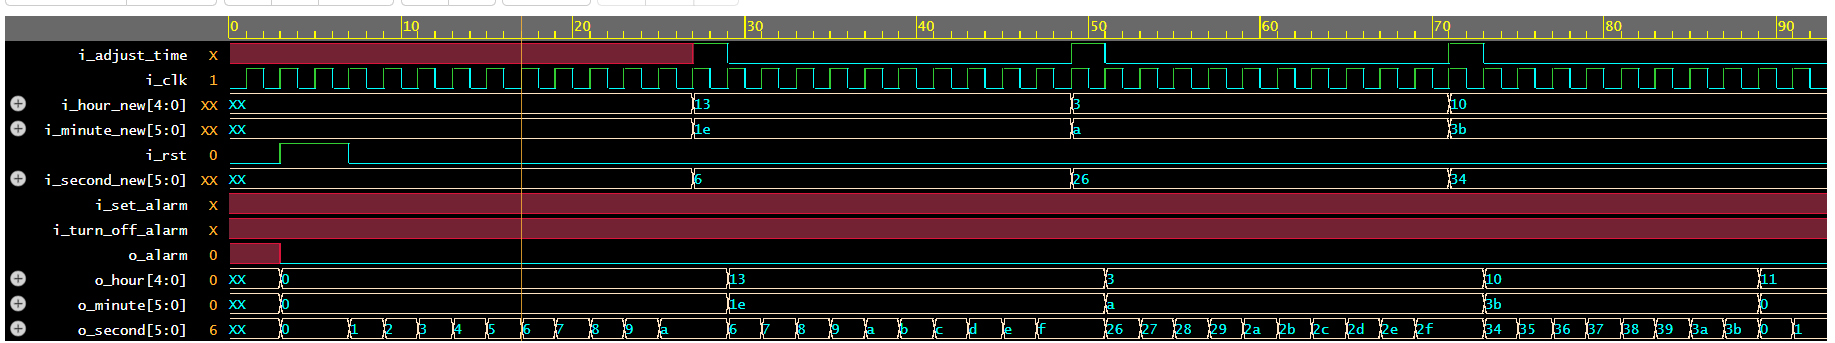 0 10 20 30 40 50 60 70 80 90
i_adjust_time X
i_clk 1
i_hour_new[4:0] XX XX 13 3 10
i_minute_new[5:0] XX XX 1e a 3b
i_rst 0
i_second_new[5:0] XX XX 6 26 34
i_set_alarm X
i_turn_off_alarm X
o_alarm 0
o_hour[4:0] 0 XX 0 13 3 10 11
o_minute[5:0] 0 XX 0 1e a 3b 0
o_second[5:0] 6 XX 0 1 2 3 4 5 6 7 8 9 a 6 7 8 9 a b c d e f 26 27 28 29 2a 2b 2c 2d 2e 2f 34 35 36 37 38 39 3a 3b 0 1